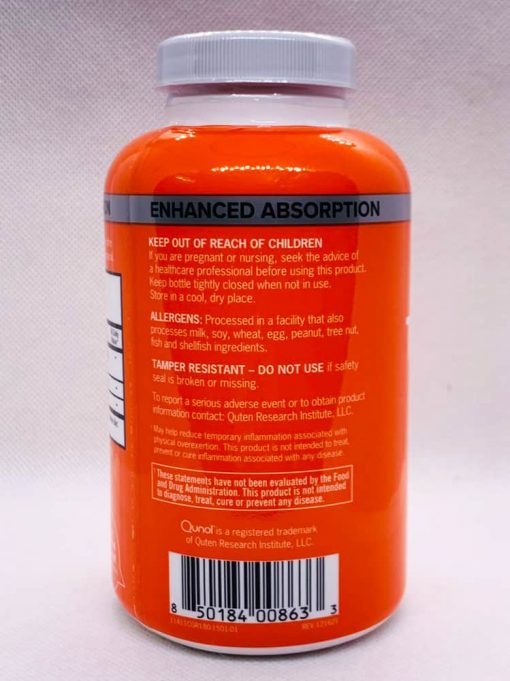 ENHANCED ABSORPTION
KEEP OUT OF REACH OF CHILDREN
If you are pregnant or nursing, seek the advice of
a healthcare professional before using this product.
Keep bottle tightly closed when not in use.
Store in a cool, dry place.
ALLERGENS: Processed in a facility that also
processes milk, soy, wheat, egg, peanut, tree nut,
fish and shellfish ingredients.
TAMPER RESISTANT – DO NOT USE if safety
seal is broken or missing.
To report a serious adverse event or to obtain product
information contact: Quten Research Institute, LLC.
May help reduce temporary inflammation associated with
physical overexertion. This product is not intended to treat,
prevent or cure inflammation associated with any disease.
These statements have not been evaluated by the Food
and Drug Administration. This product is not intended
to diagnose, treat, cure or prevent any disease.
Qunol® is a registered trademark
of Quten Research Institute, LLC.
8 50184 00863 3